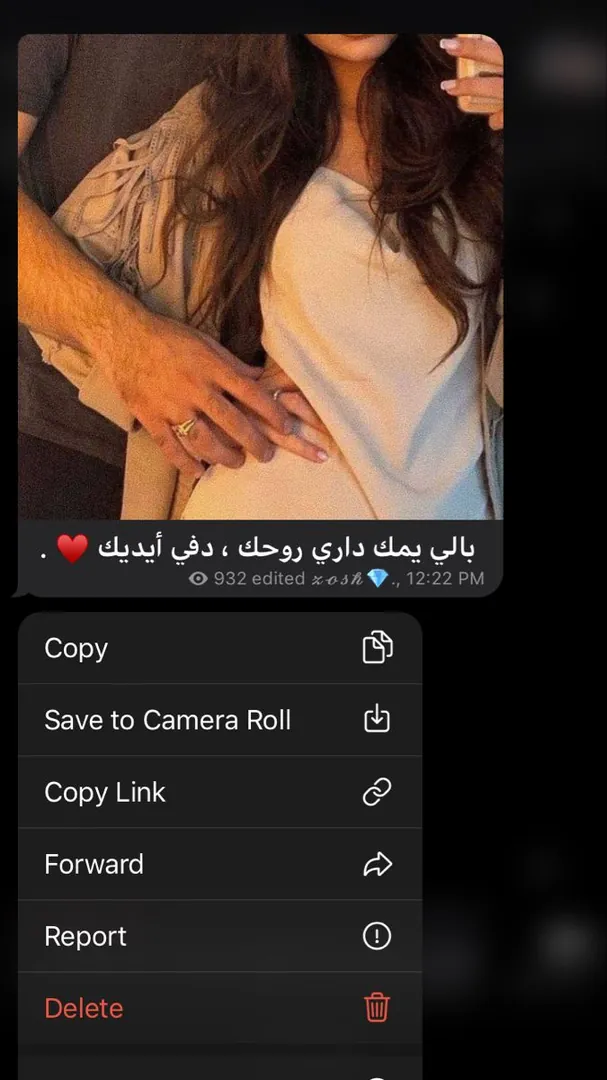 بالي يمك داري روحك ، دفي أيديك ♥️ .
932 edited 𝔃𝓸𝓼𝓱💎., 12:22 PM
Copy
Save to Camera Roll
Copy Link
Forward
Report
Delete